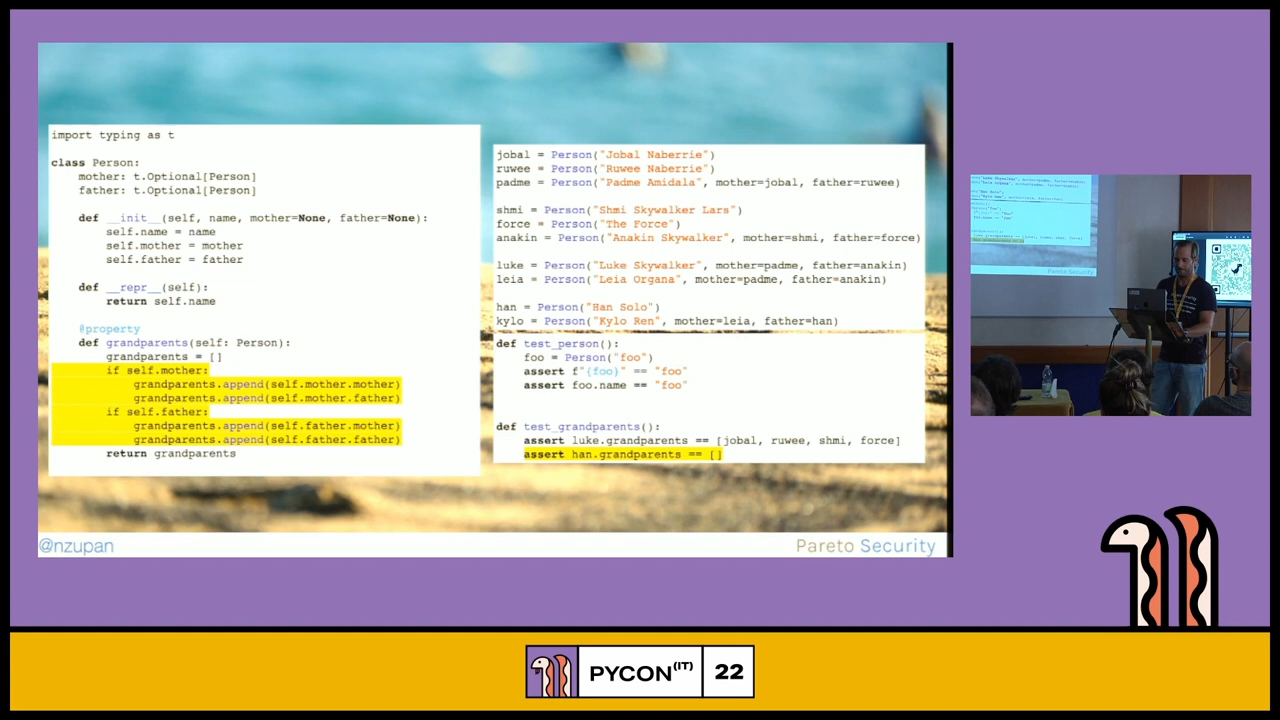 import typing as t
class Person:
    mother: t.Optional[Person]
    father: t.Optional[Person]
    def __init__(self, name, mother=None, father=None):
        self.name = name
        self.mother = mother
        self.father = father
    def __repr__(self):
        return self.name
    @property
    def grandparents(self: Person):
        grandparents = []
        if self.mother:
            grandparents.append(self.mother.mother)
            grandparents.append(self.mother.father)
        if self.father:
            grandparents.append(self.father.mother)
            grandparents.append(self.father.father)
        return grandparents
jobal = Person("Jobal Naberrie")
ruwee = Person("Ruwee Naberrie")
padme = Person("Padme Amidala", mother=jobal, father=ruwee)
shmi = Person("Shmi Skywalker Lars")
force = Person("The Force")
anakin = Person("Anakin Skywalker", mother=shmi, father=force)
luke = Person("Luke Skywalker", mother=padme, father=anakin)
leia = Person("Leia Organa", mother=padme, father=anakin)
han = Person("Han Solo")
kylo = Person("Kylo Ren", mother=leia, father=han)
def test_person():
    foo = Person("foo")
    assert f"{foo}" == "foo"
    assert foo.name == "foo"
def test_grandparents():
    assert luke.grandparents == [jobal, ruwee, shmi, force]
    assert han.grandparents == []
@nzupan
Pareto Security
Pareto Security
PYCON(IT) 22